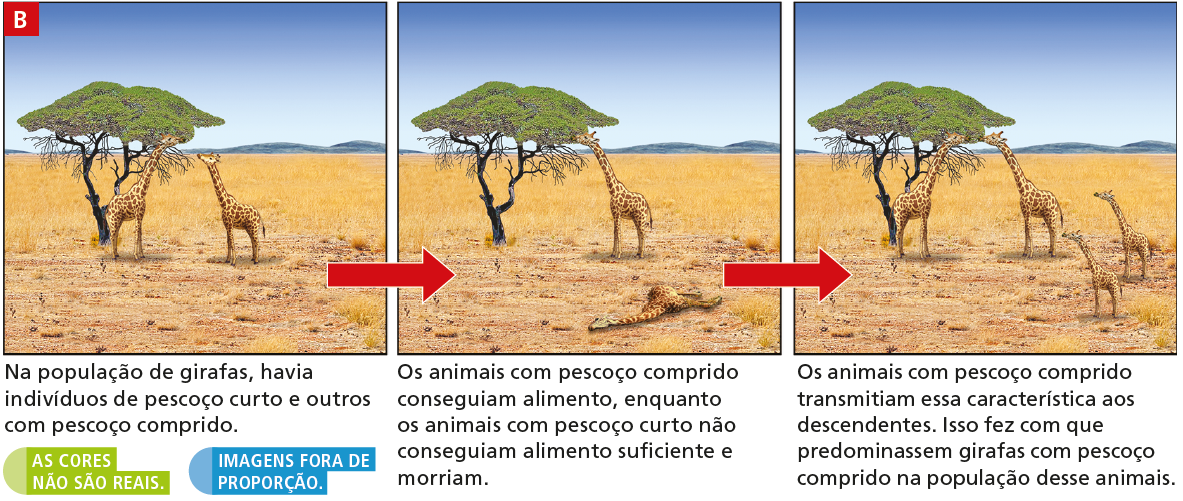 B
Na população de girafas, havia
indivíduos de pescoço curto e outros
com pescoço comprido.
AS CORES
NÃO SÃO REAIS.
IMAGENS FORA DE
PROPORÇÃO.
Os animais com pescoço comprido
conseguiam alimento, enquanto
os animais com pescoço curto não
conseguiam alimento suficiente e
morriam.
Os animais com pescoço comprido
transmitiam essa característica aos
descendentes. Isso fez com que
predominassem girafas com pescoço
comprido na população desse animais.